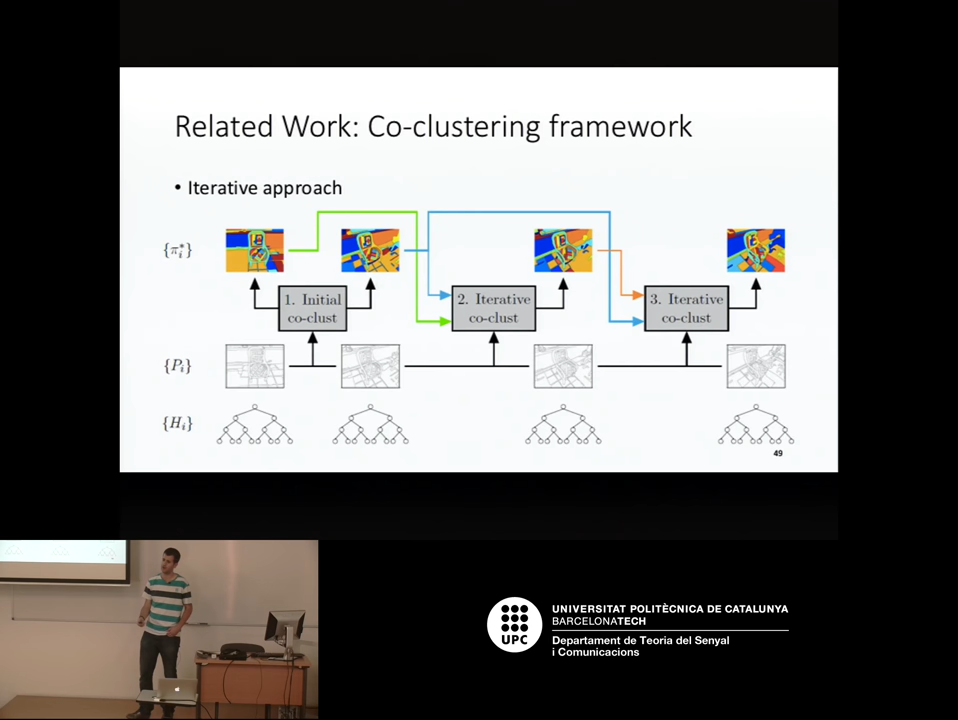 Related Work: Co-clustering framework
• Iterative approach
{π*i}
1. Initial
co-clust
2. Iterative
co-clust
3. Iterative
co-clust
{Pi}
{Hi}
49
UPC
UNIVERSITAT POLITÈCNICA DE CATALUNYA
BARCELONATECH
Departament de Teoria del Senyal
i Comunicacions